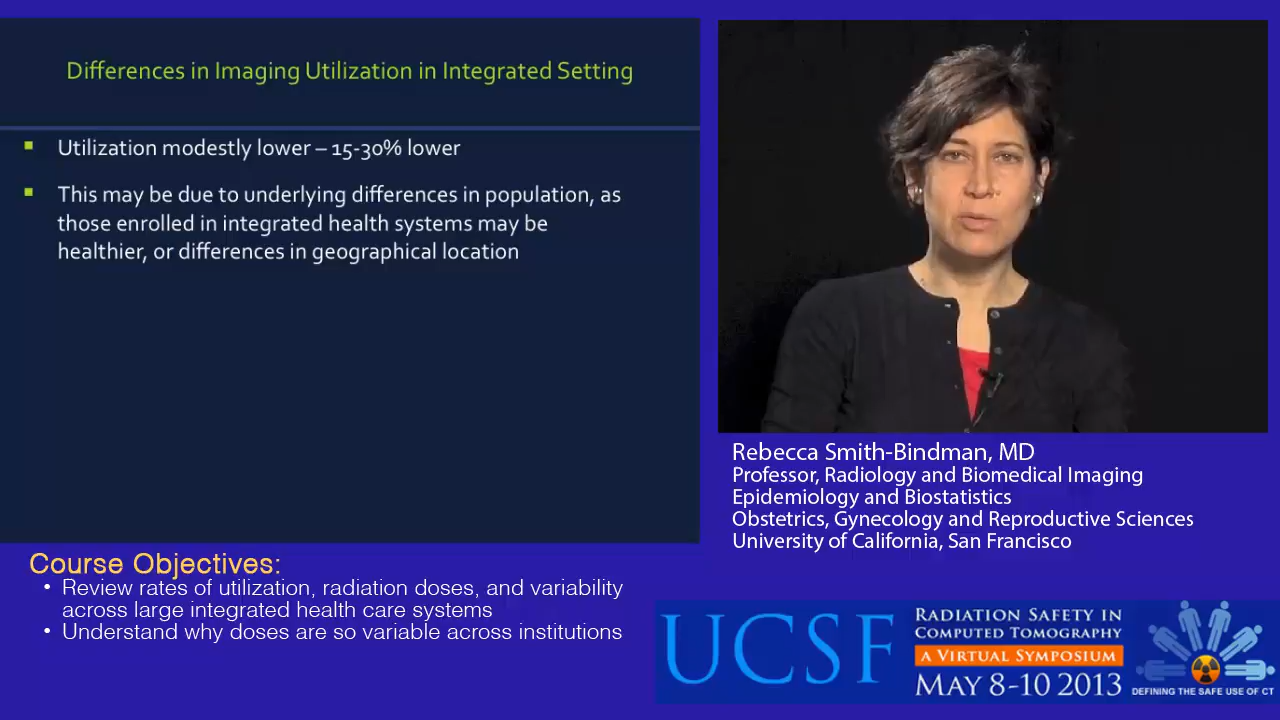 Differences in Imaging Utilization in Integrated Setting
Utilization modestly lower – 15-30% lower
This may be due to underlying differences in population, as
those enrolled in integrated health systems may be
healthier, or differences in geographical location
Rebecca Smith-Bindman, MD
Professor, Radiology and Biomedical Imaging
Epidemiology and Biostatistics
Obstetrics, Gynecology and Reproductive Sciences
University of California, San Francisco
Course Objectives:
• Review rates of utilization, radiation doses, and variability
across large integrated health care systems
• Understand why doses are so variable across institutions
UCSF
Radiation Safety in
Computed Tomography
a Virtual Symposium
May 8-10 2013
DEFINING THE SAFE USE OF CT